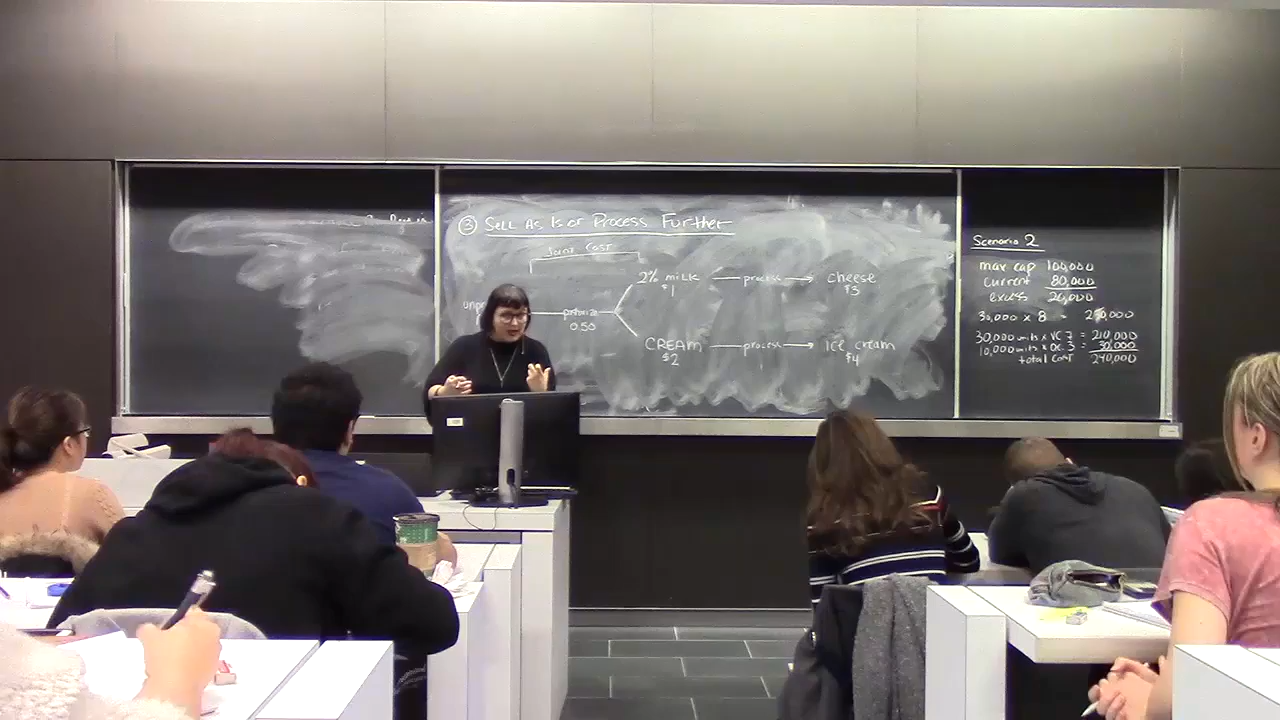 ③ Sell As Is or Process Further
Joint Cost
2% milk process cheese
$1 $3
0.50
CREAM process Ice cream
$2 $4
Scenario 2
max cap 100,000
current 80,000
excess 20,000
30,000 x 8 = 240,000
30,000 units x VC 7 = 210,000
10,000 units x OC 3 = 30,000
total cost 240,000